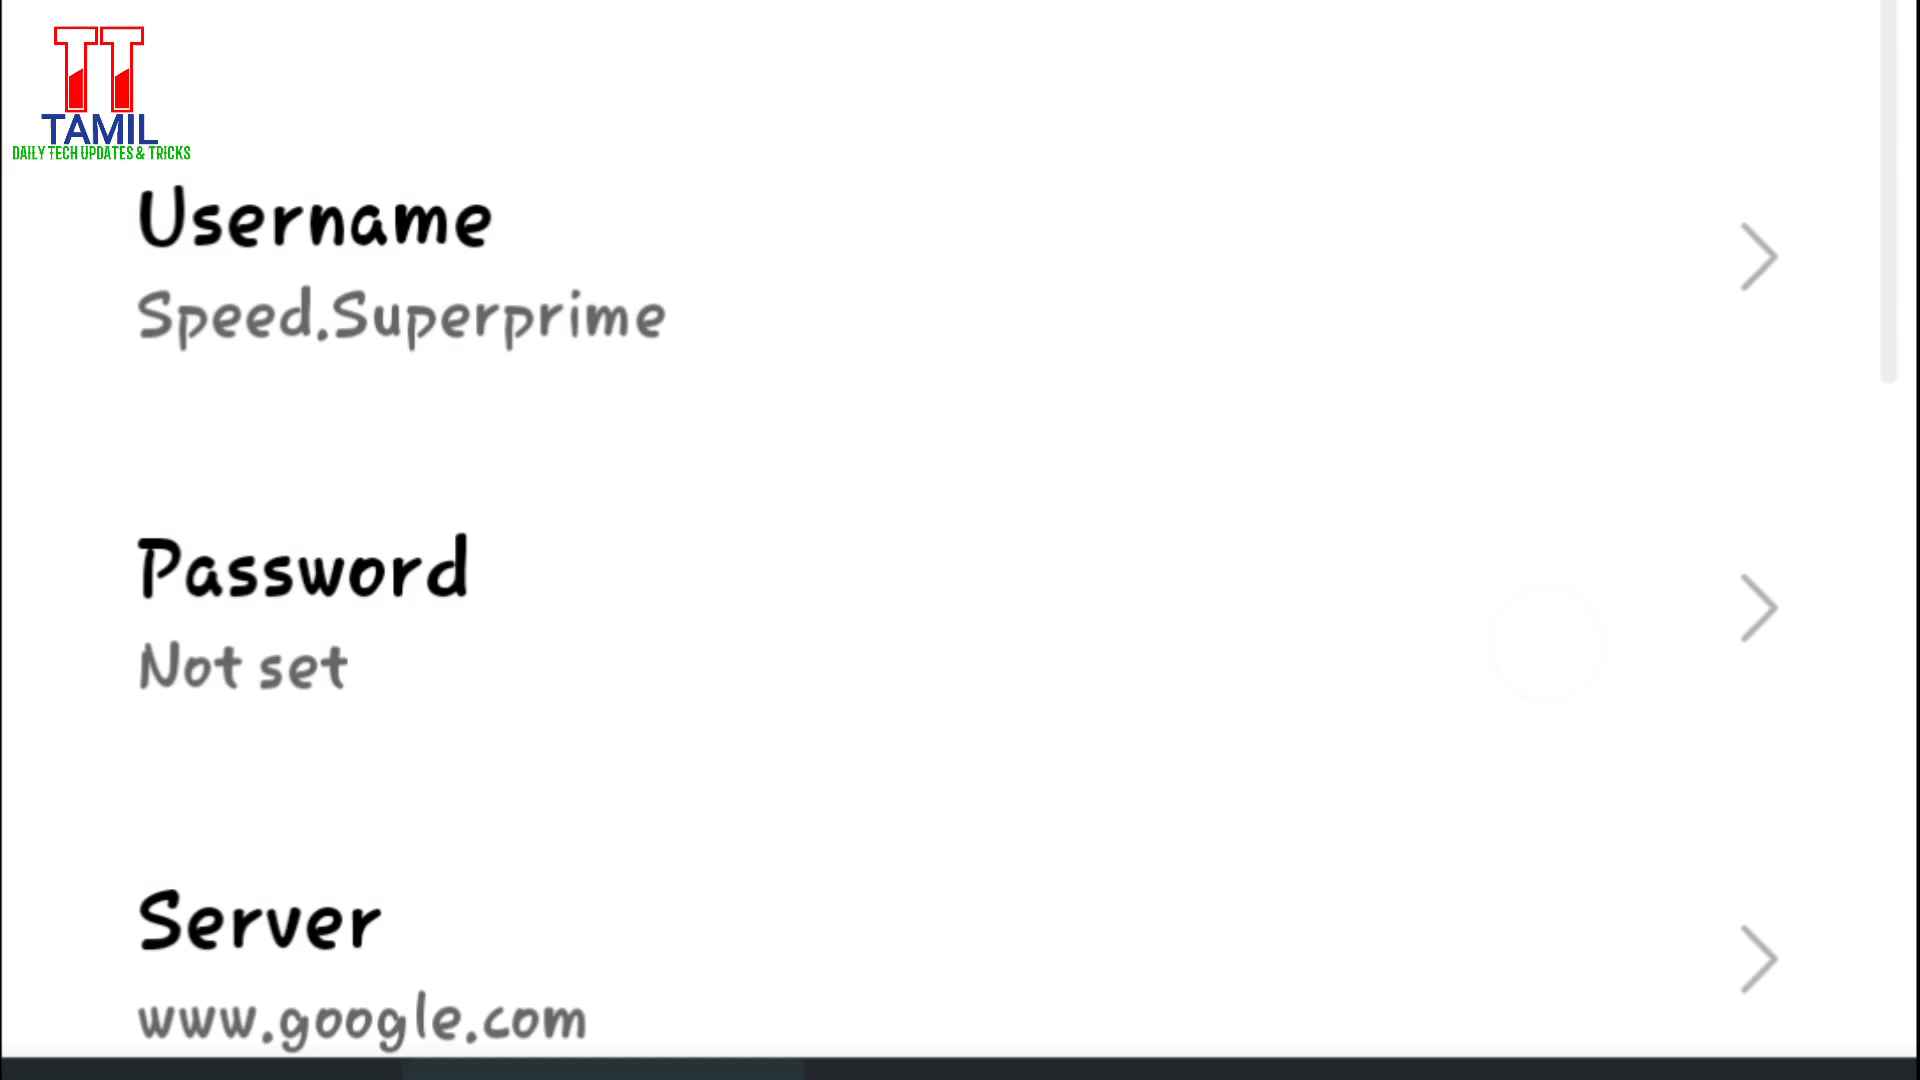 TT
TAMIL
DAILY TECH UPDATES & TRICKS
Username
Speed.Superprime
Password
Not set
Server
www.google.com